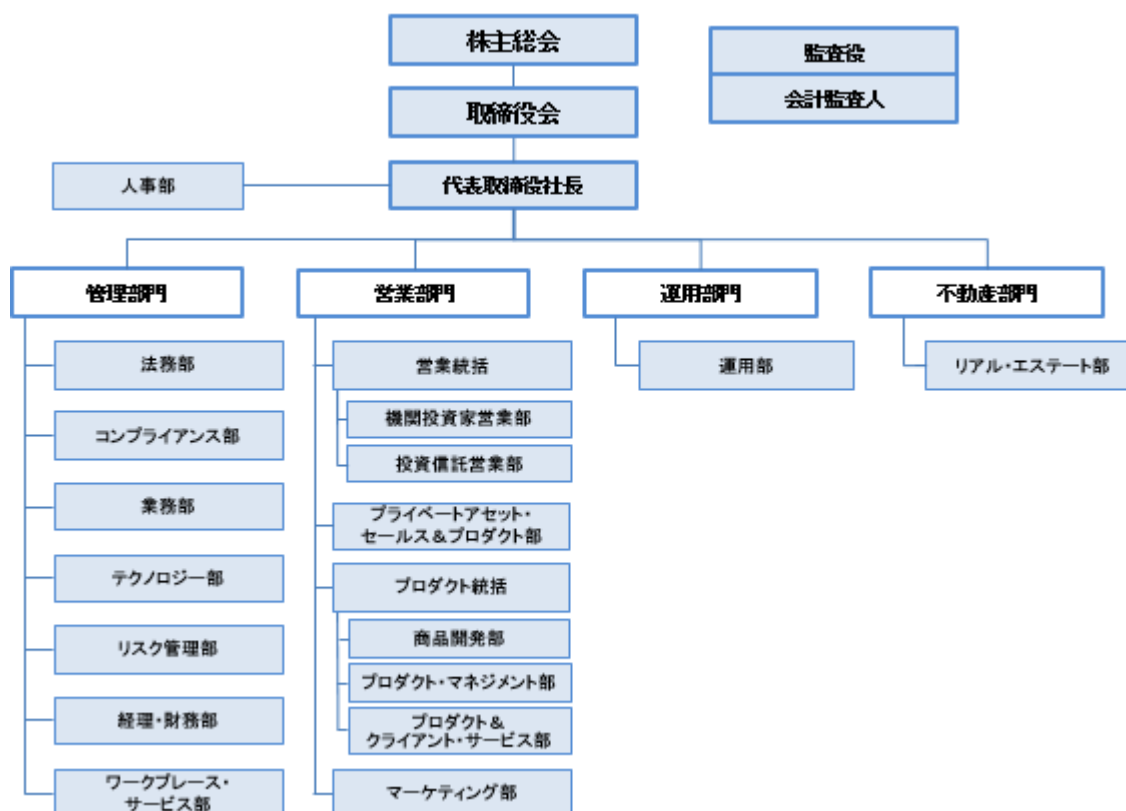 株主総会
監査役
会計監査人
取締役会
代表取締役社長
人事部
管理部門
営業部門
運用部門
不動産部門
法務部
コンプライアンス部
業務部
テクノロジー部
リスク管理部
経理・財務部
ワークプレース・
サービス部
営業統括
機関投資家営業部
投資信託営業部
プライベートアセット・
セールス&プロダクト部
プロダクト統括
商品開発部
プロダクト・マネジメント部
プロダクト&
クライアント・サービス部
マーケティング部
運用部
リアル・エステート部